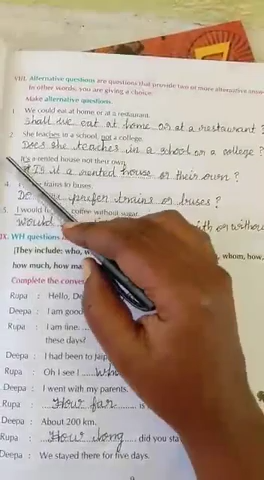 VIII. Alternative questions are questions that provide two or more alternative answers.
In other words, you are giving a choice.
Make alternative questions.
1. We could eat at home or at a restaurant.
Shall we eat at home or at a restaurant?
2. She teaches in a school, not a college.
Does she teaches in a school or a college?
It's a rented house not their own.
Is it a rented house or their own?
4. trains to buses.
Do prefer trains or buses?
5. I would coffee without sugar.
Would with or without
IX. WH questions
(They include: who, whom, how,
how much, how
Complete the
Rupa : Hello, De
Deepa : I am good
Rupa : I am fine.
these days?
Deepa : I had been to Jaip
Rupa : Oh I see I
Deepa : I went with my parents.
Rupa : How far is
Deepa : About 200 km.
Rupa : How long did you sta
Deepa : We stayed there for five days.